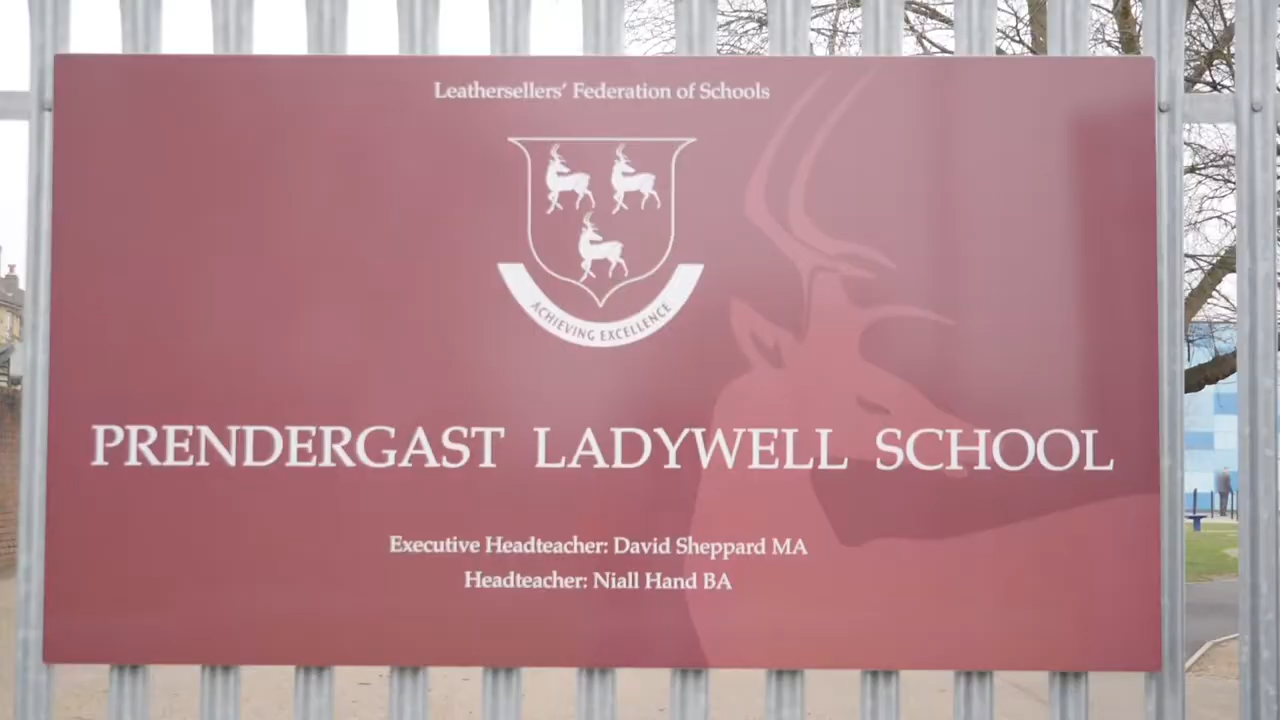 Leathersellers' Federation of Schools
ACHIEVING EXCELLENCE
PRENDERGAST LADYWELL SCHOOL
Executive Headteacher: David Sheppard MA
Headteacher: Niall Hand BA